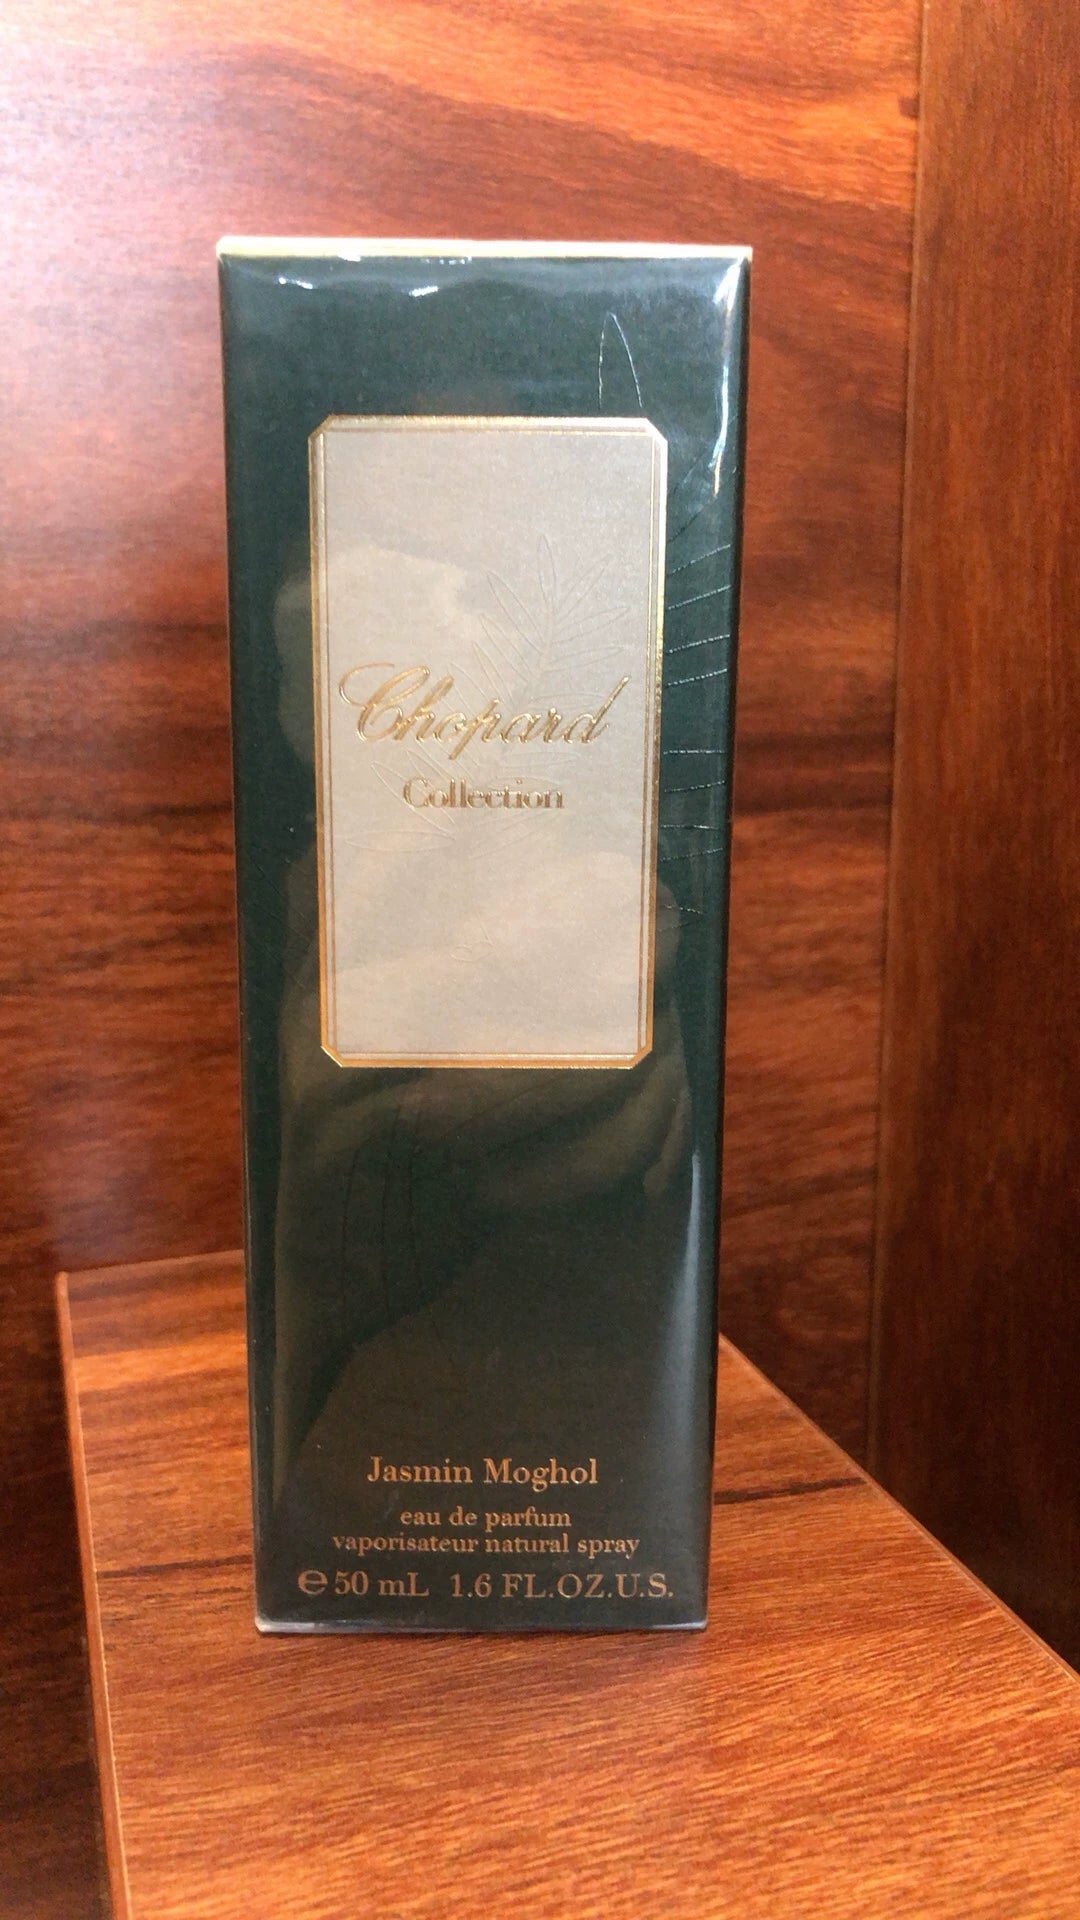 Chopard
Collection
Jasmin Moghol
eau de parfum
vaporisateur natural spray
℮50 mL 1.6 FL.OZ.U.S.